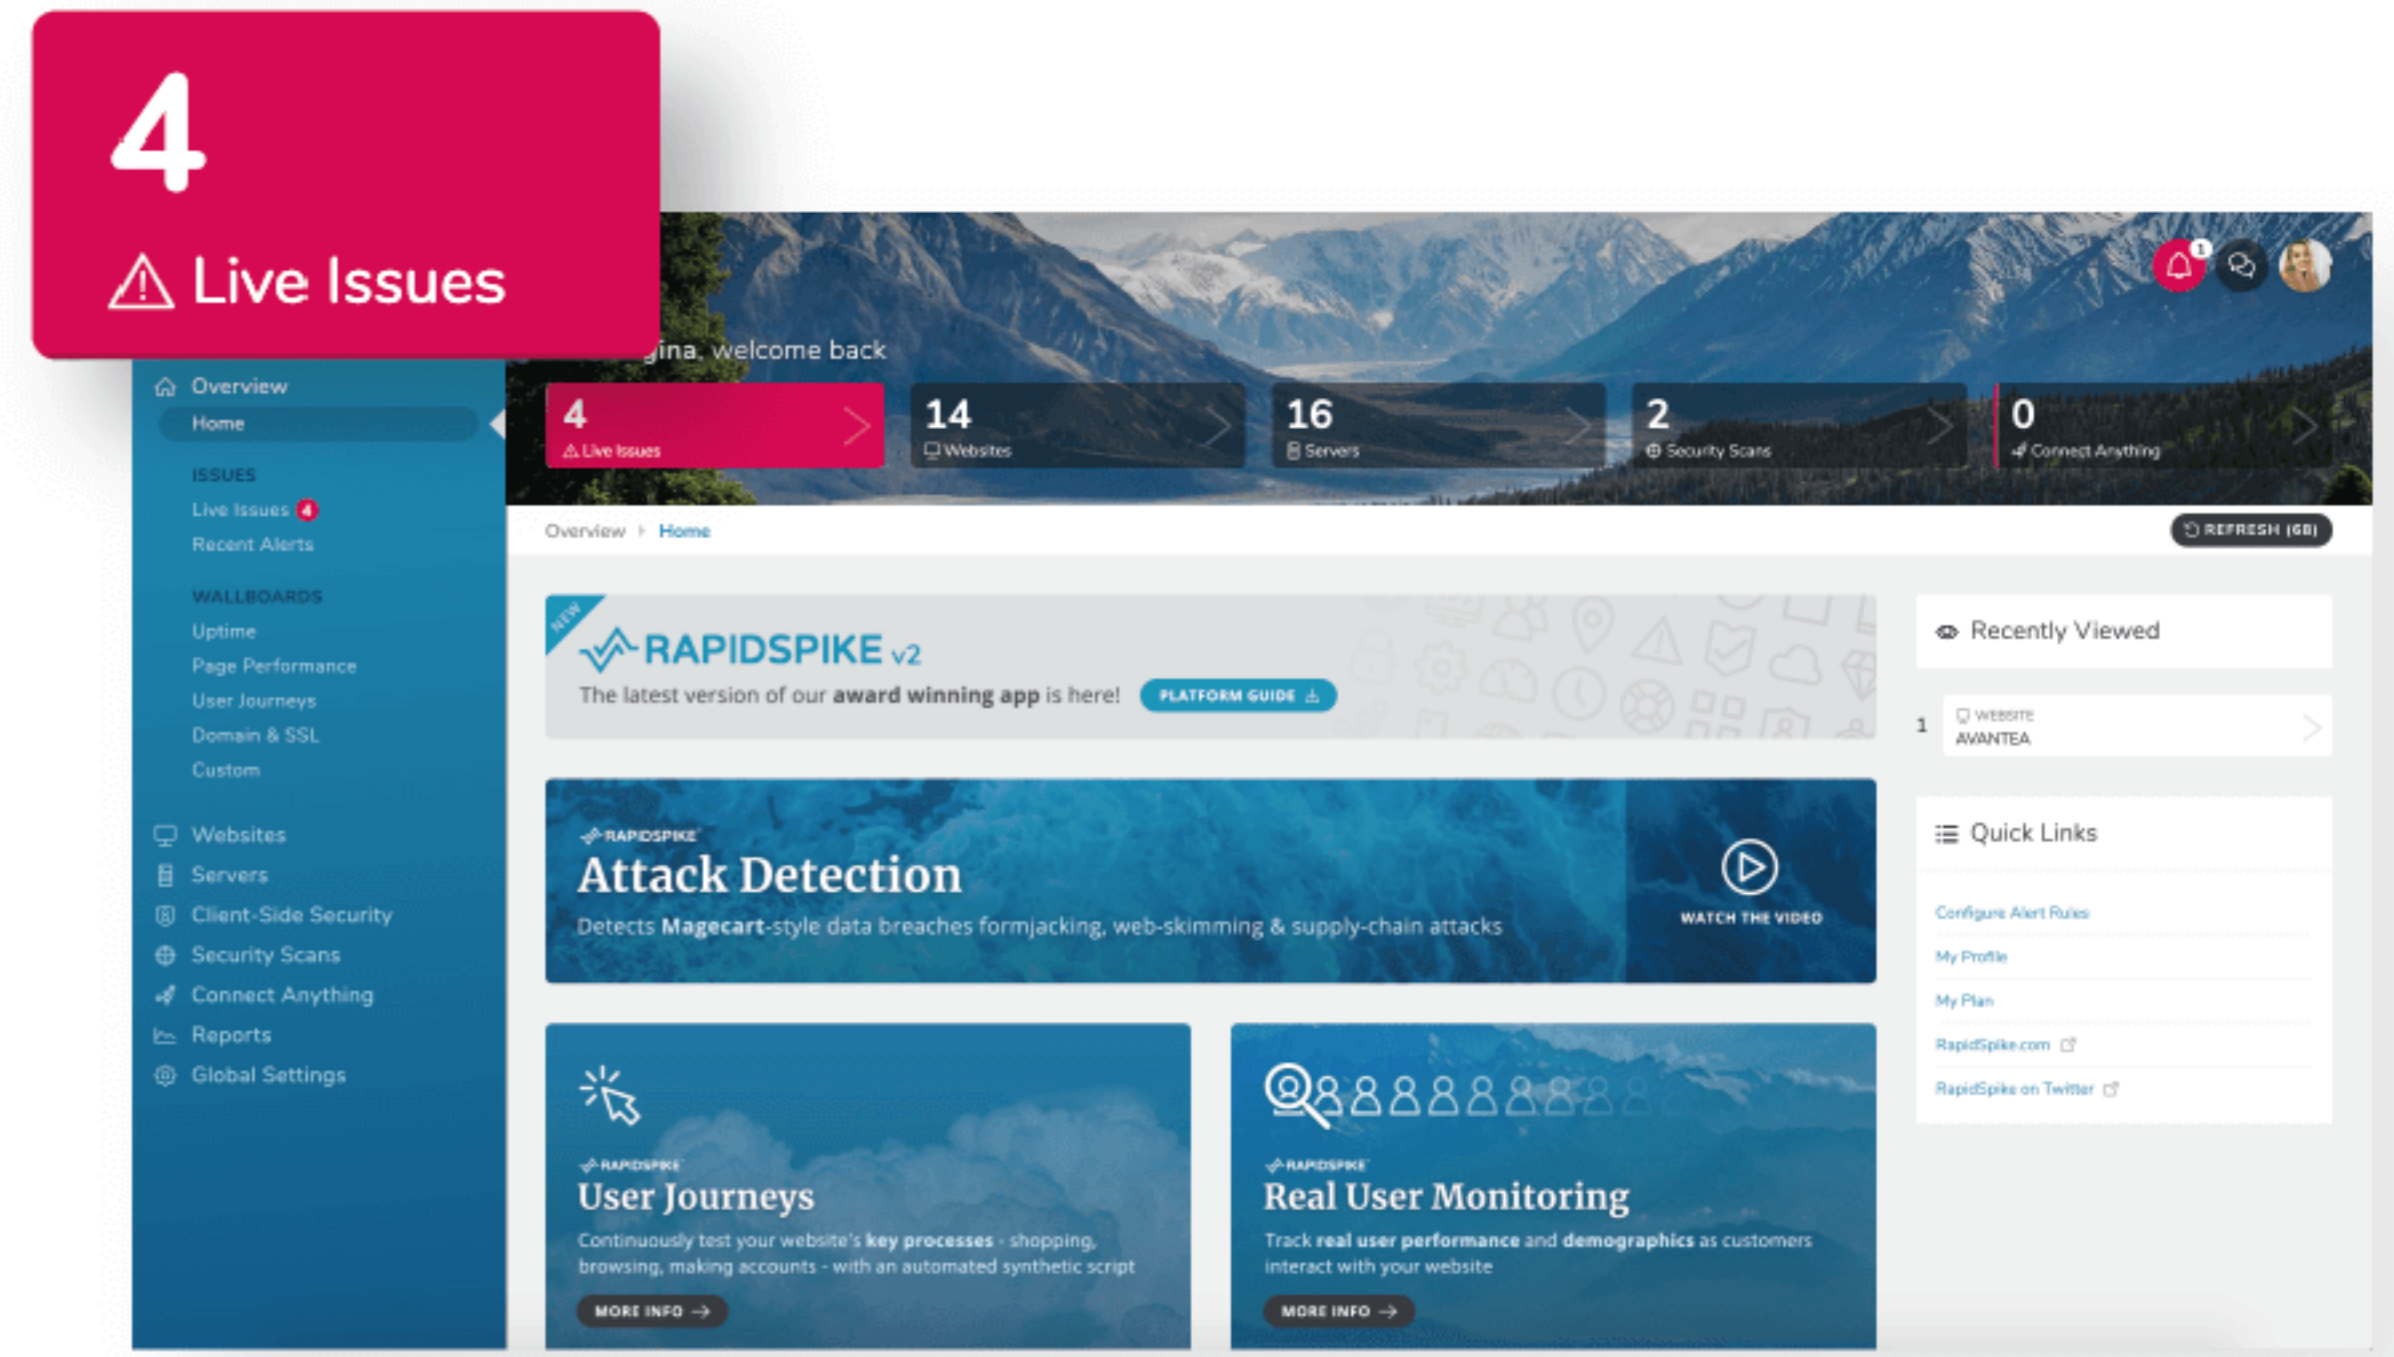 4
Live Issues
gina, welcome back
4
Live Issues
14
Websites
16
Servers
2
Security Scans
0
Connect Anything
1
Overview
Home
ISSUES
Live Issues 4
Recent Alerts
WALLBOARDS
Uptime
Page Performance
User Journeys
Domain & SSL
Custom
Websites
Servers
Client-Side Security
Security Scans
Connect Anything
Reports
Global Settings
Overview Home
REFRESH (68)
NEW
RAPIDSPIKE v2
The latest version of our award winning app is here!
PLATFORM GUIDE
RAPIDSPIKE
Attack Detection
Detects Magecart-style data breaches formjacking, web-skimming & supply-chain attacks
WATCH THE VIDEO
RAPIDSPIKE
User Journeys
Continuously test your website's key processes - shopping,
browsing, making accounts - with an automated synthetic script
MORE INFO
RAPIDSPIKE
Real User Monitoring
Track real user performance and demographics as customers
interact with your website
MORE INFO
Recently Viewed
1
WEBSITE
AVANTEA
Quick Links
Configure Alert Rules
My Profile
My Plan
RapidSpike.com
RapidSpike on Twitter